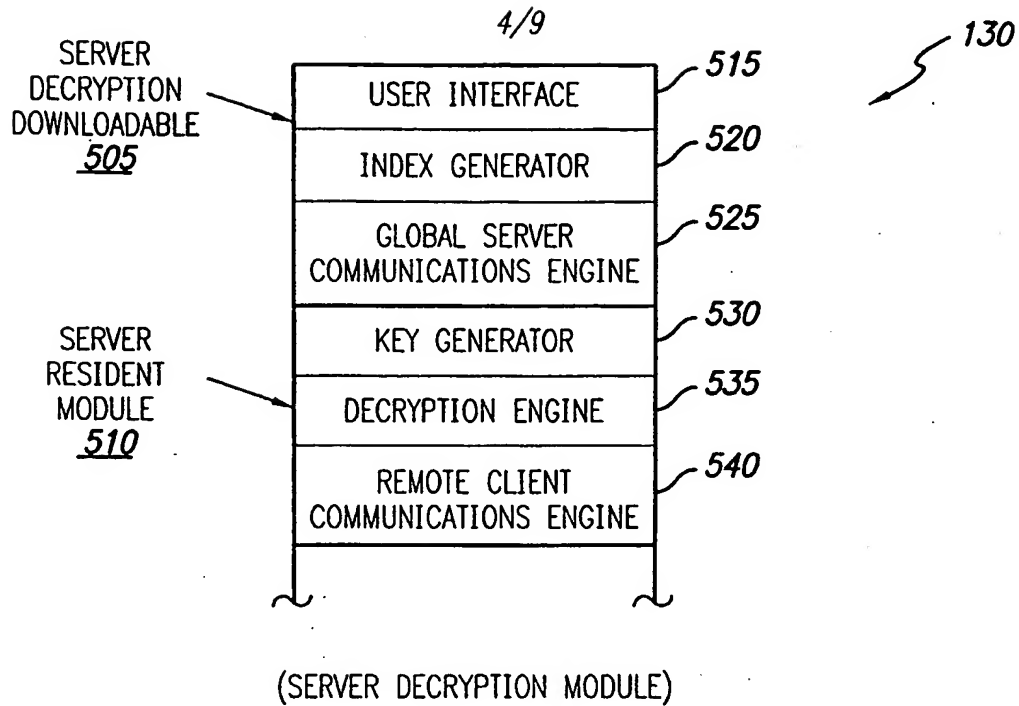 4/9
130
SERVER
DECRYPTION
DOWNLOADABLE
505
USER INTERFACE
515
INDEX GENERATOR
520
GLOBAL SERVER
COMMUNICATIONS ENGINE
525
SERVER
RESIDENT
MODULE
510
KEY GENERATOR
530
DECRYPTION ENGINE
535
REMOTE CLIENT
COMMUNICATIONS ENGINE
540
(SERVER DECRYPTION MODULE)